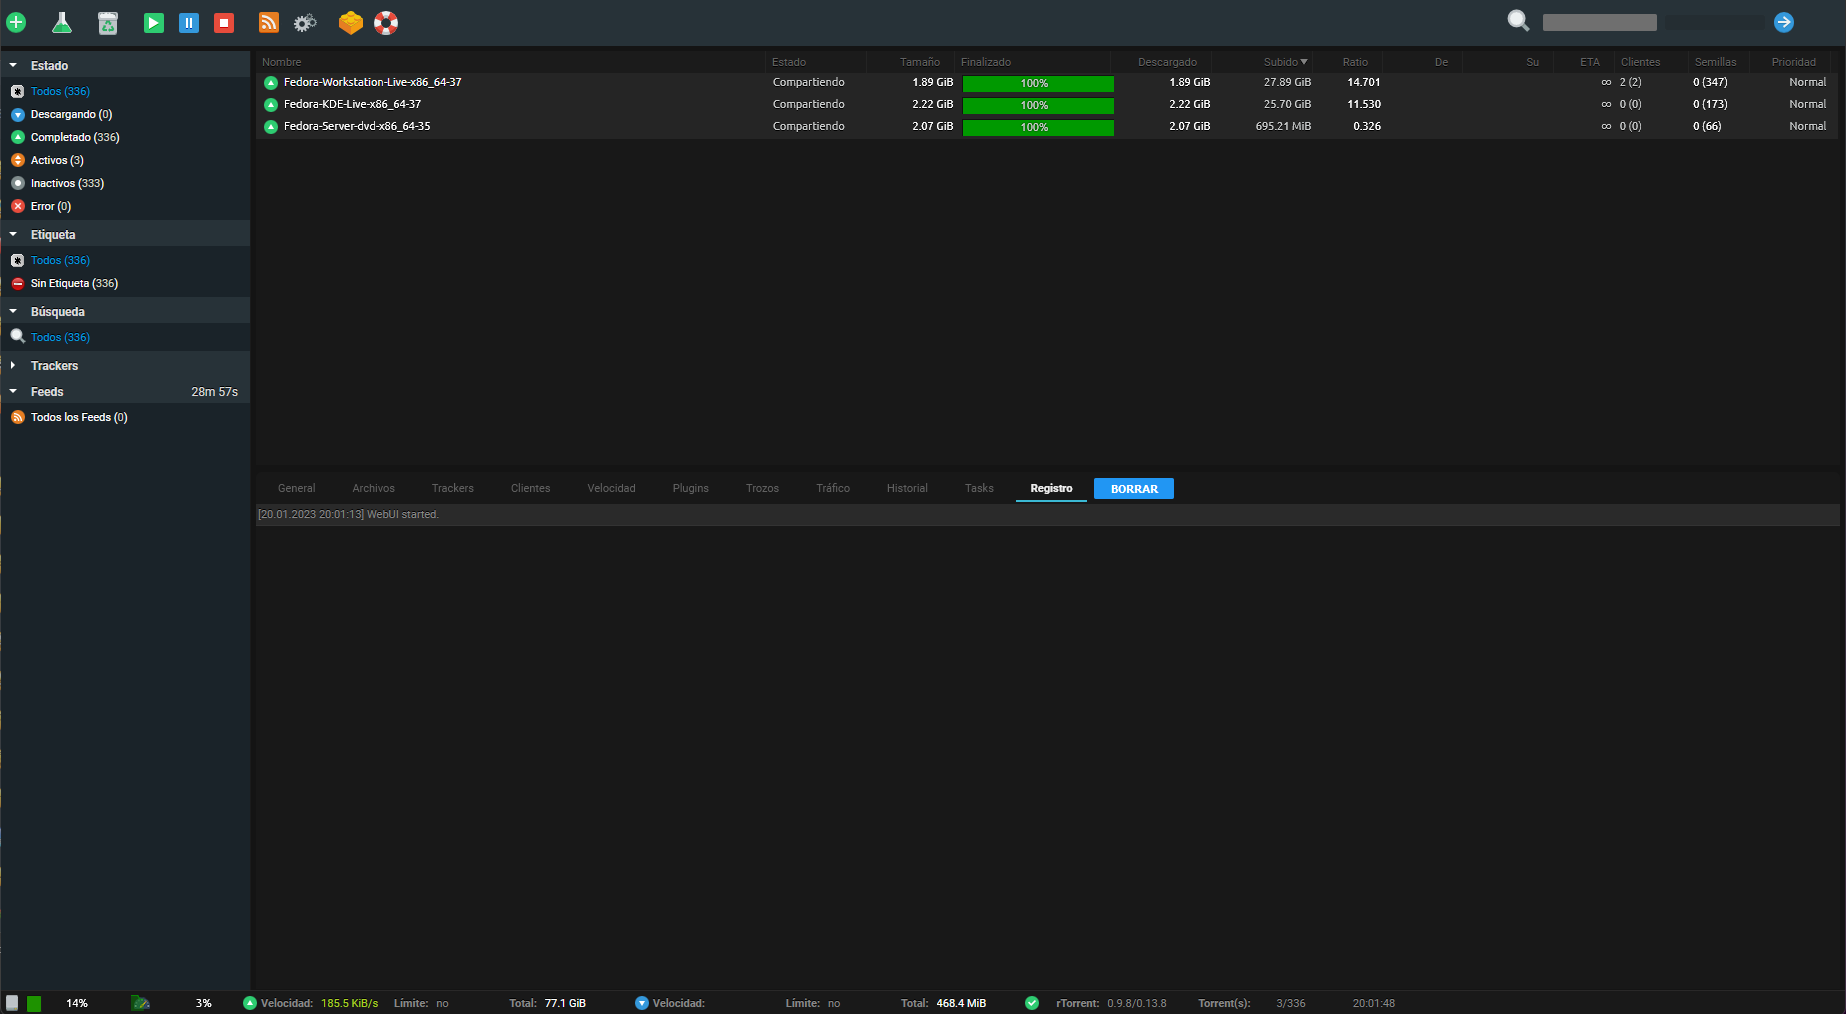 Estado
Todos (336)
Descargando (0)
Completado (336)
Activos (3)
Inactivos (333)
Error (0)
Etiqueta
Todos (336)
Sin Etiqueta (336)
Búsqueda
Todos (336)
Trackers
Feeds 28m 57s
Todos los Feeds (0)
Nombre Estado Tamaño Finalizado Descargado Subido Ratio De Su ETA Clientes Semillas Prioridad
Fedora-Workstation-Live-x86_64-37 Compartiendo 1.89 GiB 100% 1.89 GiB 27.89 GiB 14.701 ∞ 2 (2) 0 (347) Normal
Fedora-KDE-Live-x86_64-37 Compartiendo 2.22 GiB 100% 2.22 GiB 25.70 GiB 11.530 ∞ 0 (0) 0 (173) Normal
Fedora-Server-dvd-x86_64-35 Compartiendo 2.07 GiB 100% 2.07 GiB 695.21 MiB 0.326 ∞ 0 (0) 0 (66) Normal
General Archivos Trackers Clientes Velocidad Plugins Trozos Tráfico Historial Tasks Registro BORRAR
[20.01.2023 20:01:13] WebUI started.
14% 3% Velocidad: 185.5 KiB/s Límite: no Total: 77.1 GiB Velocidad: Límite: no Total: 468.4 MiB rTorrent: 0.9.8/0.13.8 Torrent(s): 3/336 20:01:48